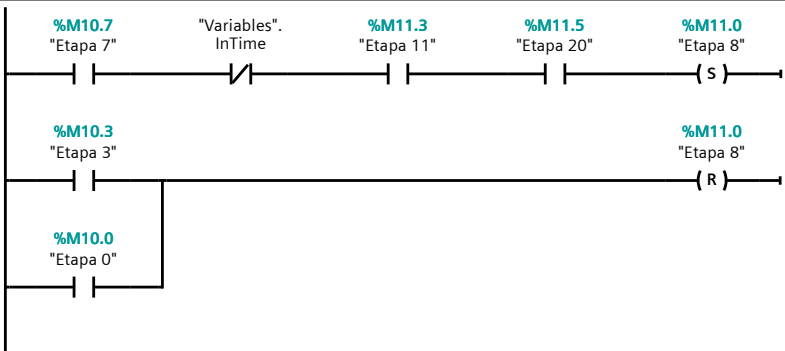 %M10.7 "Variables". %M11.3 %M11.5 %M11.0
"Etapa 7" InTime "Etapa 11" "Etapa 20" "Etapa 8"
S
%M10.3 %M11.0
"Etapa 3" "Etapa 8"
R
%M10.0
"Etapa 0"